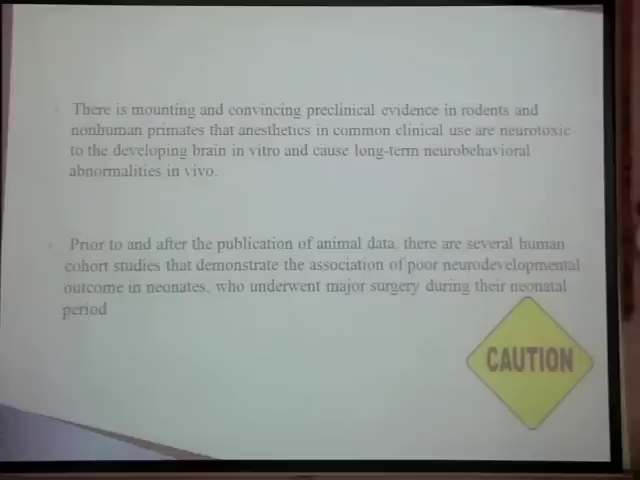 There is mounting and convincing preclinical evidence in rodents and
nonhuman primates that anesthetics in common clinical use are neurotoxic
to the developing brain in vitro and cause long-term neurobehavioral
abnormalities in vivo.
Prior to and after the publication of animal data, there are several human
cohort studies that demonstrate the association of poor neurodevelopmental
outcome in neonates, who underwent major surgery during their neonatal
period
CAUTION